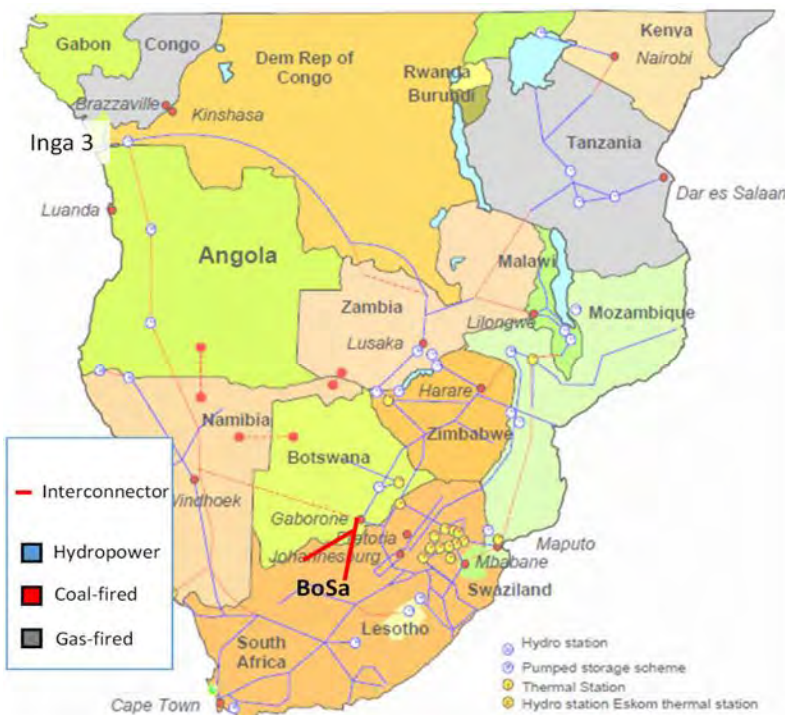 Gabon
Congo
Dem Rep of
Congo
Kenya
Nairobi
Rwanda
Burundi
Brazzaville
Kinshasa
Inga 3
Tanzania
Dar es Salaam
Luanda
Angola
Malawi
Zambia
Mozambique
Lilongwe
Lusaka
Harare
Namibia
Zimbabwe
Botswana
Interconnector
Windhoek
Gaborone
Pretoria
Hydropower
Johannesburg
Maputo
Mbabane
BoSa
Swaziland
Coal-fired
Gas-fired
Lesotho
South
Africa
Hydro station
Pumped storage scheme
Thermal Station
Hydro station Eskom thermal station
Cape Town